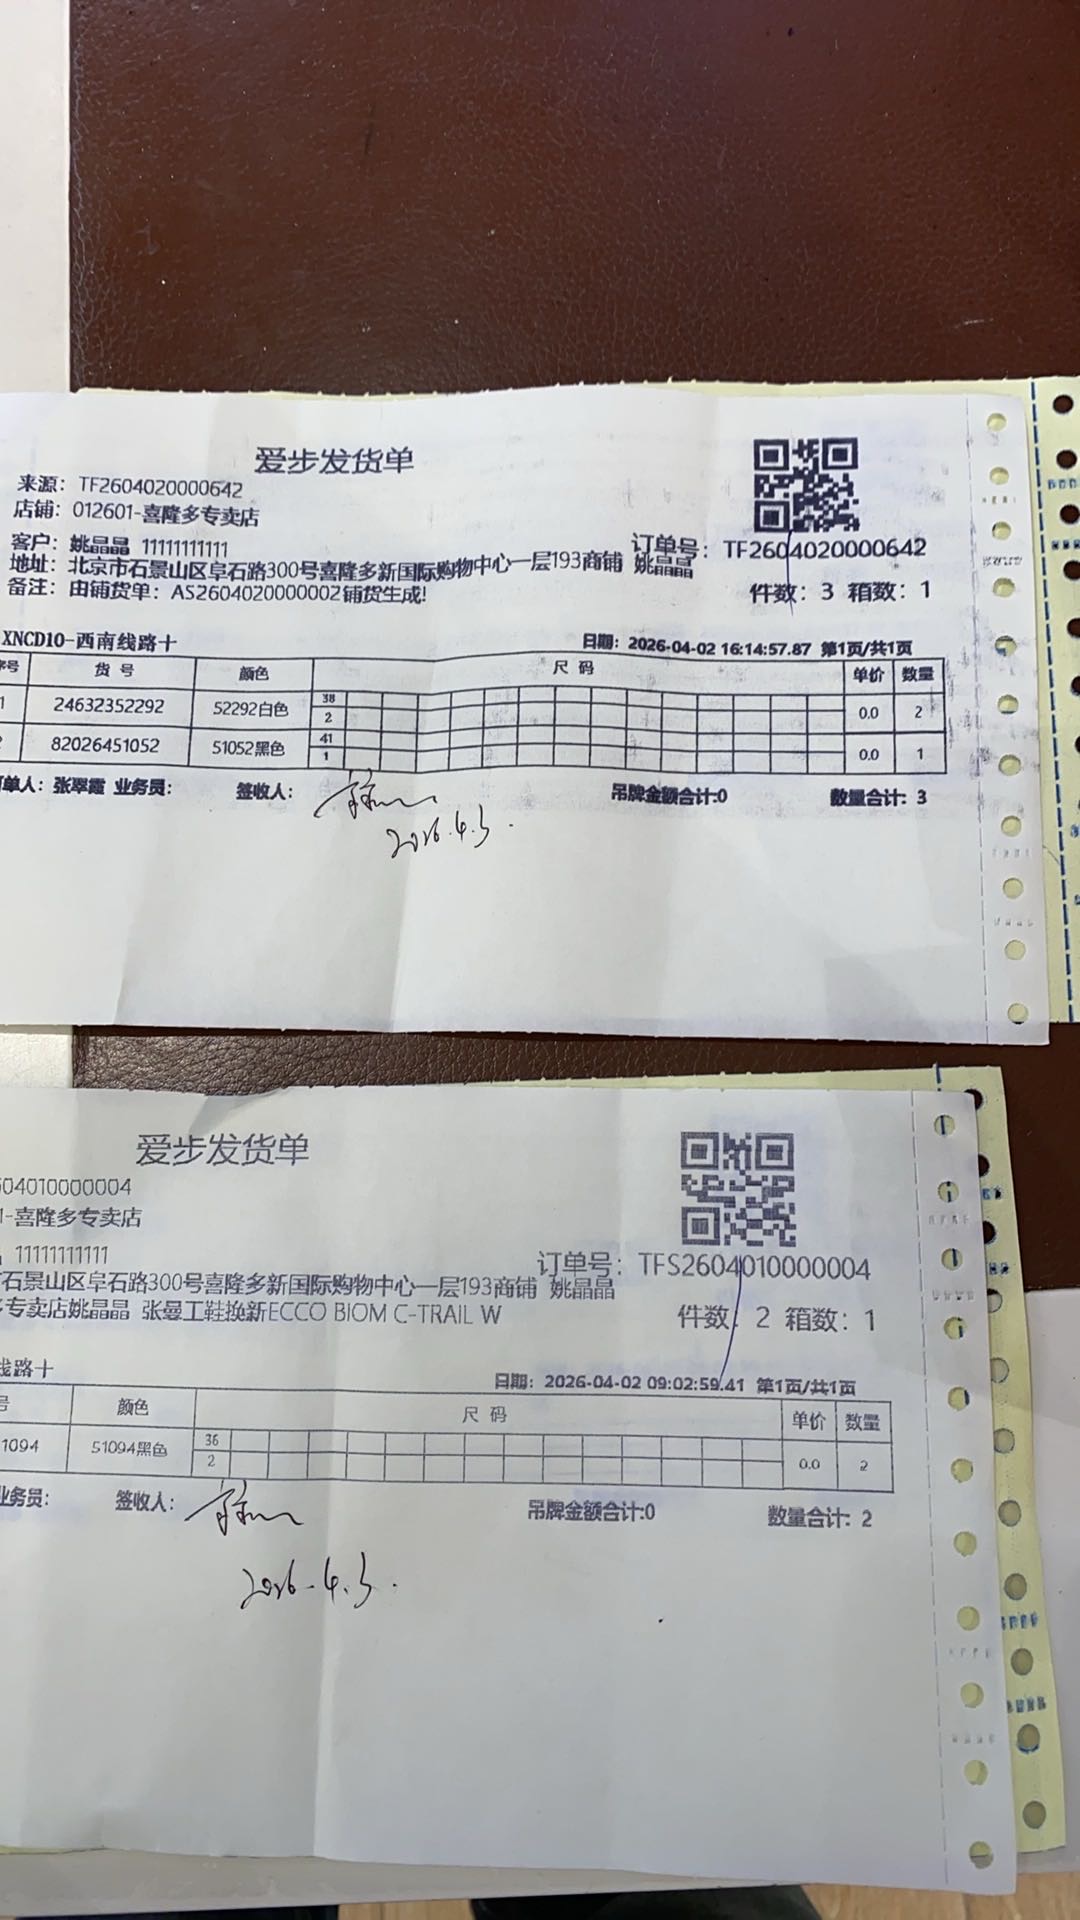 爱步发货单
来源：TF2604020000642
店铺：012601-喜隆多专卖店
客户：姚晶晶 11111111111
订单号：TF2604020000642
地址：北京市石景山区阜石路300号喜隆多新国际购物中心一层193商铺 姚晶晶
备注：由铺货单：AS2604020000002铺货生成!
件数：3 箱数：1
XNCD10-西南线路十
日期：2026-04-02 16:14:57.87 第1页/共1页
序号 货号 颜色 尺码 单价 数量
1 24632352292 52292白色 38 2 0.0 2
2 82026451052 51052黑色 41 1 0.0 1
订单人：张翠霞 业务员： 签收人： 吊牌金额合计:0 数量合计：3
2026.4.3.
爱步发货单
604010000004
1-喜隆多专卖店
11111111111
订单号：TFS2604010000004
石景山区阜石路300号喜隆多新国际购物中心一层193商铺 姚晶晶
专卖店姚晶晶 张曼工鞋换新ECCO BIOM C-TRAIL W
件数：2 箱数：1
线路十
日期：2026-04-02 09:02:59.41 第1页/共1页
号 颜色 尺码 单价 数量
1094 51094黑色 36 2 0.0 2
业务员： 签收人： 吊牌金额合计:0 数量合计：2
2026.4.3.